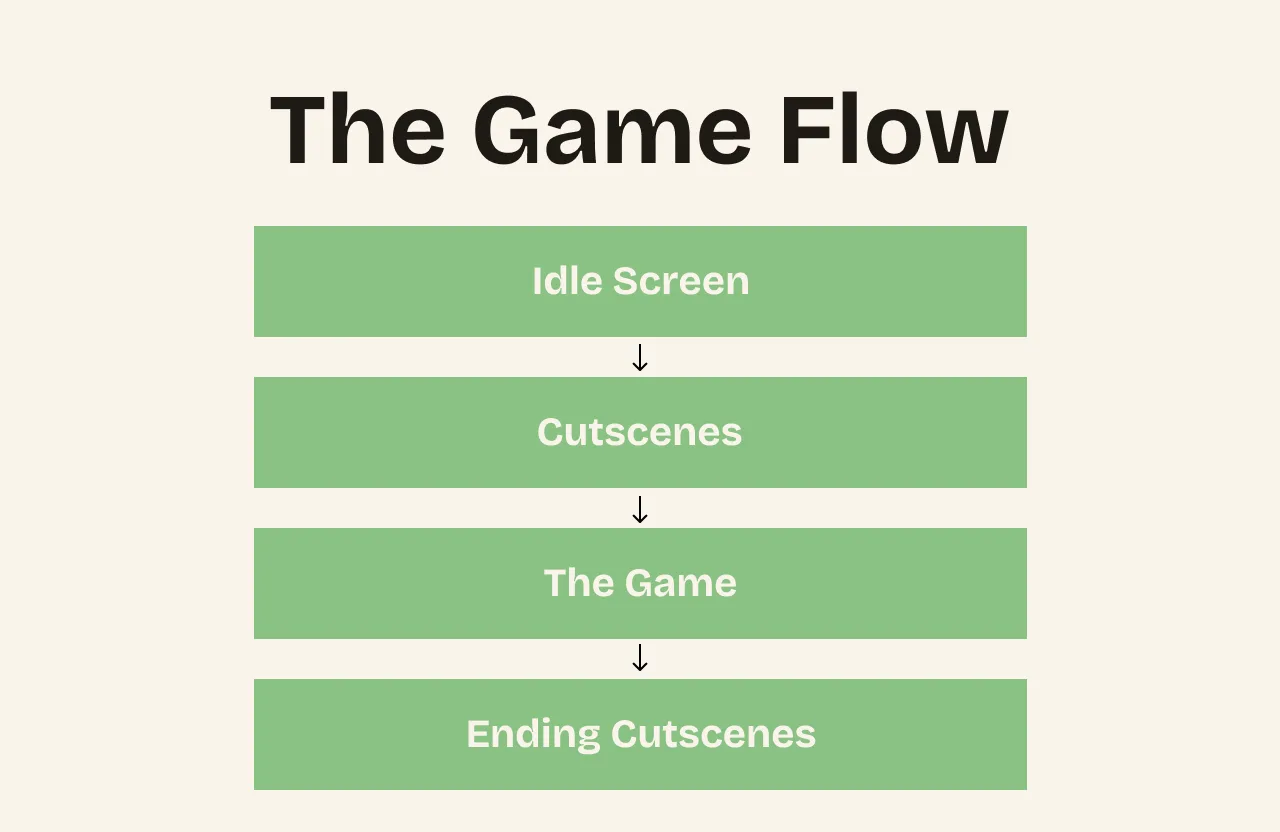 The Game Flow
Idle Screen
Cutscenes
The Game
Ending Cutscenes